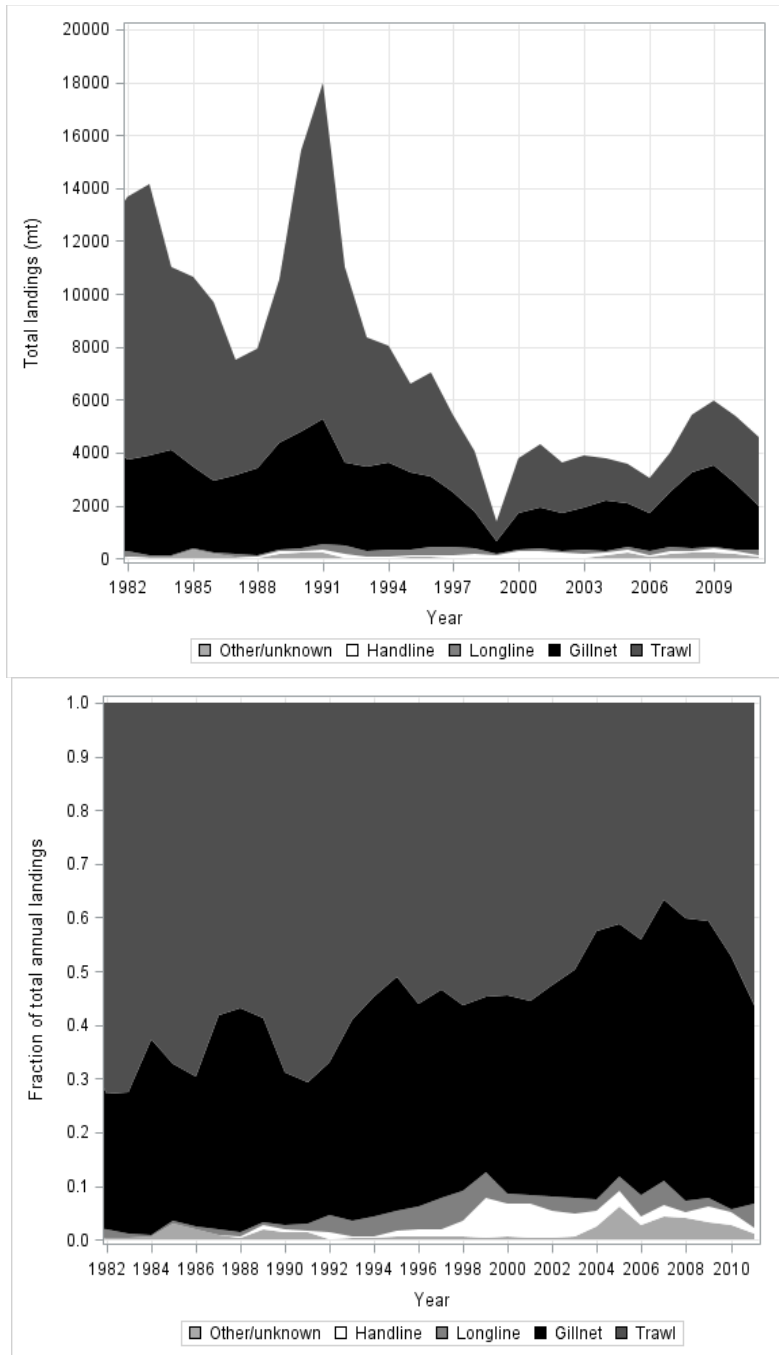 20000
18000
16000
14000
12000
10000
8000
6000
4000
2000
0
Total landings (mt)
1982 1985 1988 1991 1994 1997 2000 2003 2006 2009
Year
Other/unknown Handline Longline Gillnet Trawl
1.0
0.9
0.8
0.7
0.6
0.5
0.4
0.3
0.2
0.1
0.0
Fraction of total annual landings
1982 1984 1986 1988 1990 1992 1994 1996 1998 2000 2002 2004 2006 2008 2010
Year
Other/unknown Handline Longline Gillnet Trawl